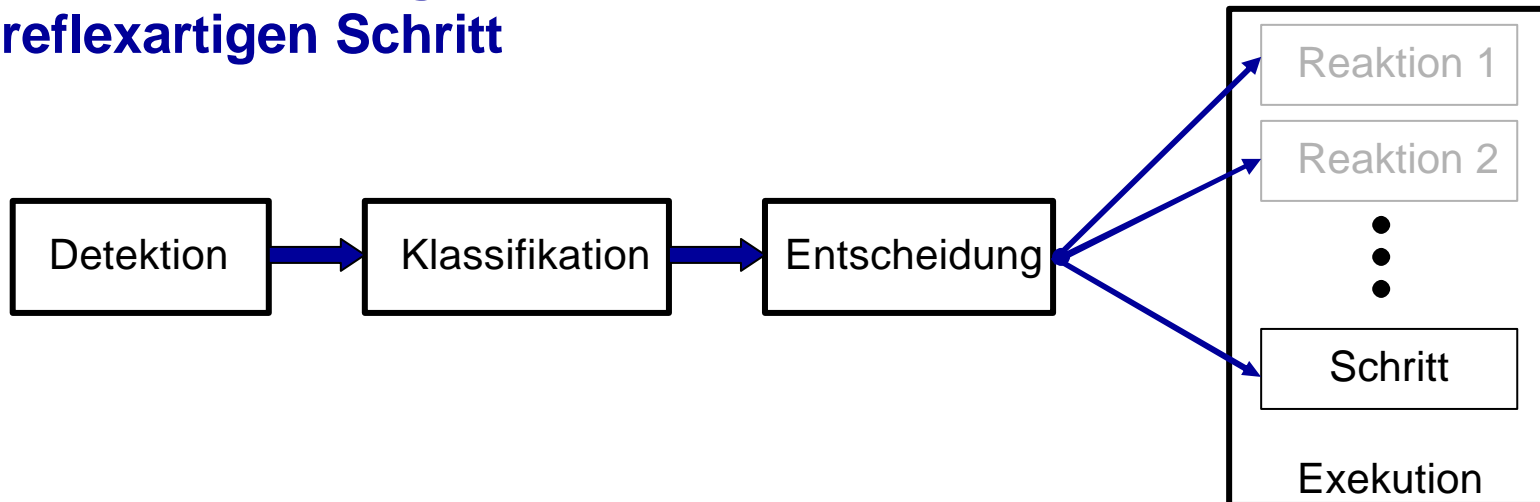 reflexartigen Schritt
Reaktion 1
Reaktion 2
Detektion
Klassifikation
Entscheidung
Schritt
Exekution